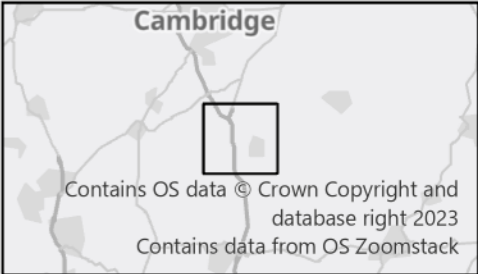 Cambridge
Contains OS data © Crown Copyright and
database right 2023
Contains data from OS Zoomstack